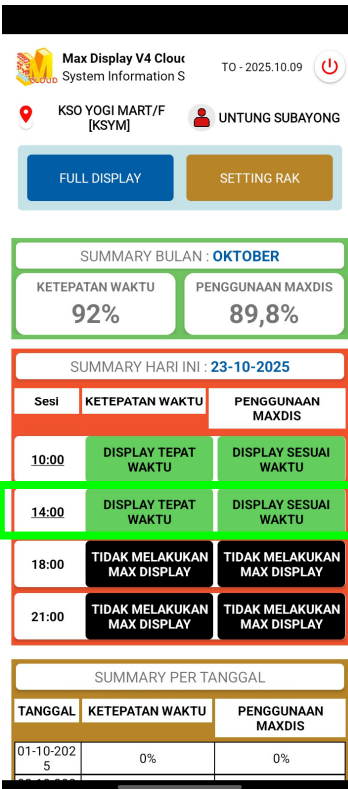 Max Display V4 Cloud
System Information S
TO - 2025.10.09
KSO YOGI MART/F
[KSYM]
UNTUNG SUBAYONG
FULL DISPLAY
SETTING RAK
SUMMARY BULAN : OKTOBER
KETEPATAN WAKTU
92%
PENGGUNAAN MAXDIS
89,8%
SUMMARY HARI INI : 23-10-2025
Sesi
KETEPATAN WAKTU
PENGGUNAAN
MAXDIS
10:00
DISPLAY TEPAT
WAKTU
DISPLAY SESUAI
WAKTU
14:00
DISPLAY TEPAT
WAKTU
DISPLAY SESUAI
WAKTU
18:00
TIDAK MELAKUKAN
MAX DISPLAY
TIDAK MELAKUKAN
MAX DISPLAY
21:00
TIDAK MELAKUKAN
MAX DISPLAY
TIDAK MELAKUKAN
MAX DISPLAY
SUMMARY PER TANGGAL
TANGGAL
KETEPATAN WAKTU
PENGGUNAAN
MAXDIS
01-10-202
5
0%
0%